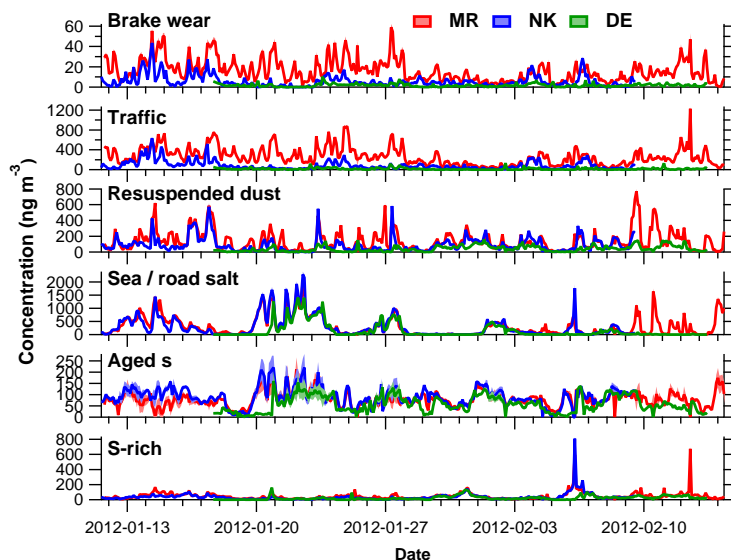 Brake wear
MR NK DE
60
40
20
0
Traffic
1200
800
400
0
Resuspended dust
800
600
400
200
0
Sea / road salt
2000
1500
1000
500
0
Aged s
250
200
150
100
50
0
S-rich
800
600
400
200
0
Concentration (ng m⁻³)
2012-01-13 2012-01-20 2012-01-27 2012-02-03 2012-02-10
Date